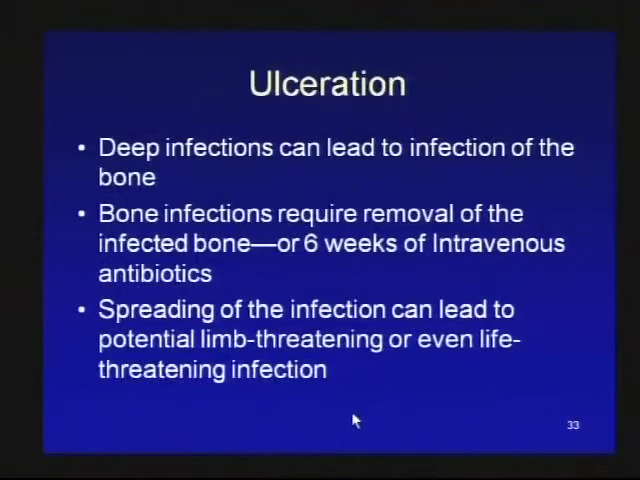 Ulceration
• Deep infections can lead to infection of the
bone
• Bone infections require removal of the
infected bone—or 6 weeks of Intravenous
antibiotics
• Spreading of the infection can lead to
potential limb-threatening or even life-
threatening infection
33